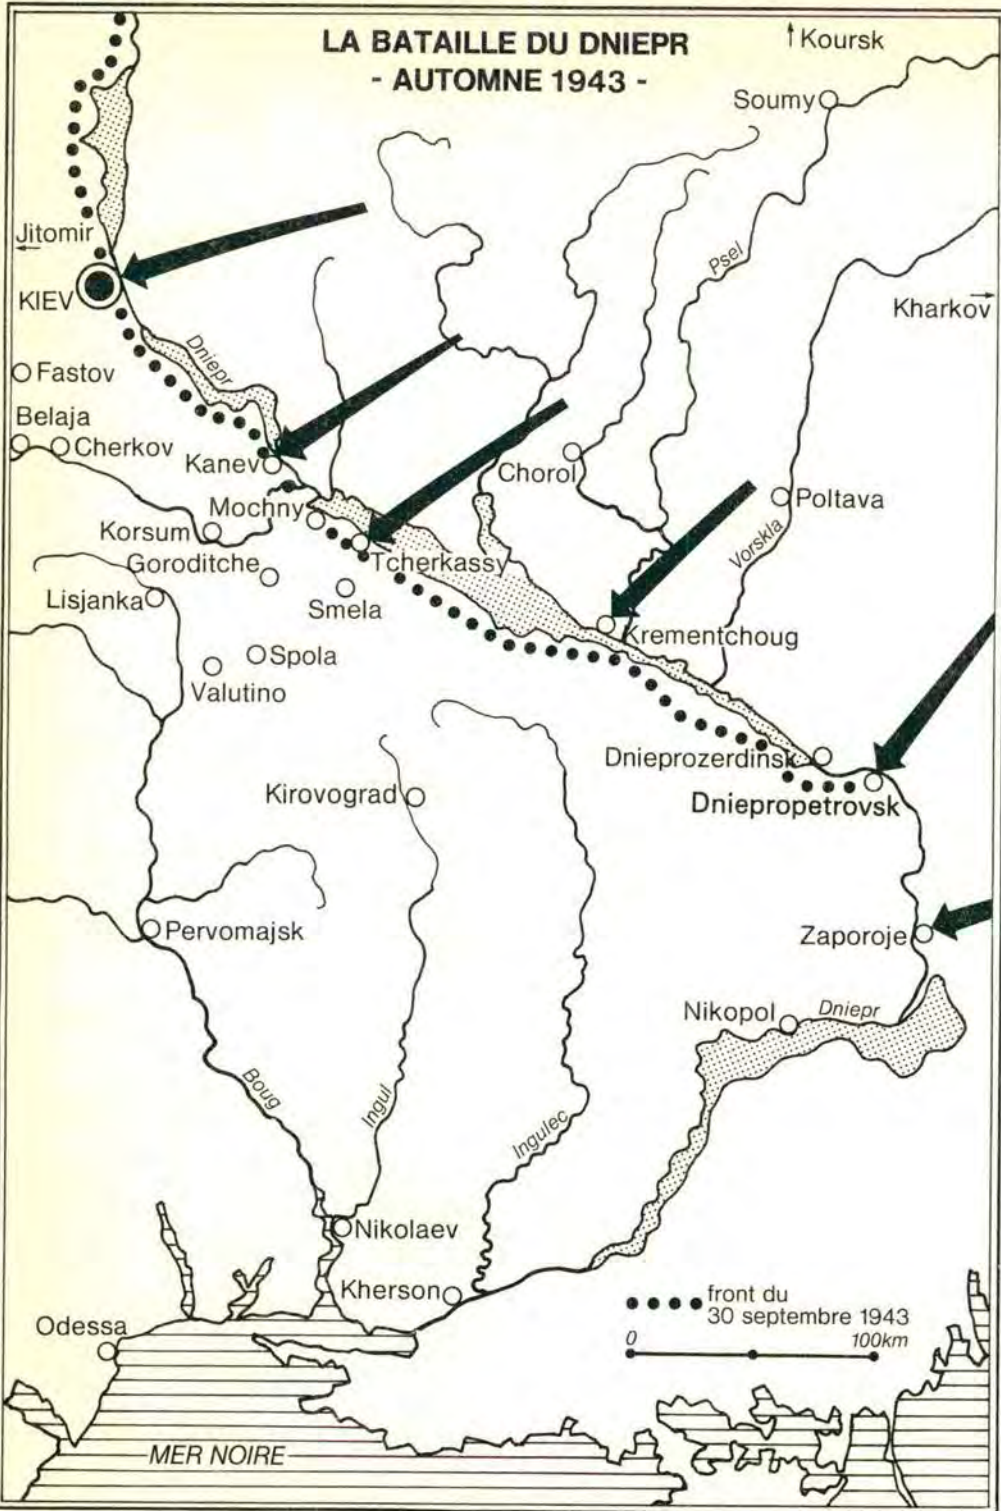 LA BATAILLE DU DNIEPR
- AUTOMNE 1943 -
Koursk
Soumy
Jitomir
KIEV
Psel
Kharkov
Dniepr
Fastov
Belaja
Cherkov
Kanev
Chorol
Poltava
Mochny
Korsum
Vorskla
Goroditche
Tcherkassy
Lisjanka
Smela
Krementchoug
Spola
Valutino
Dnieprozerdinsk
Kirovograd
Dniepropetrovsk
Pervomajsk
Zaporoje
Nikopol
Dniepr
Boug
Ingul
Ingulec
Nikolaev
Kherson
front du
30 septembre 1943
0 100km
Odessa
MER NOIRE